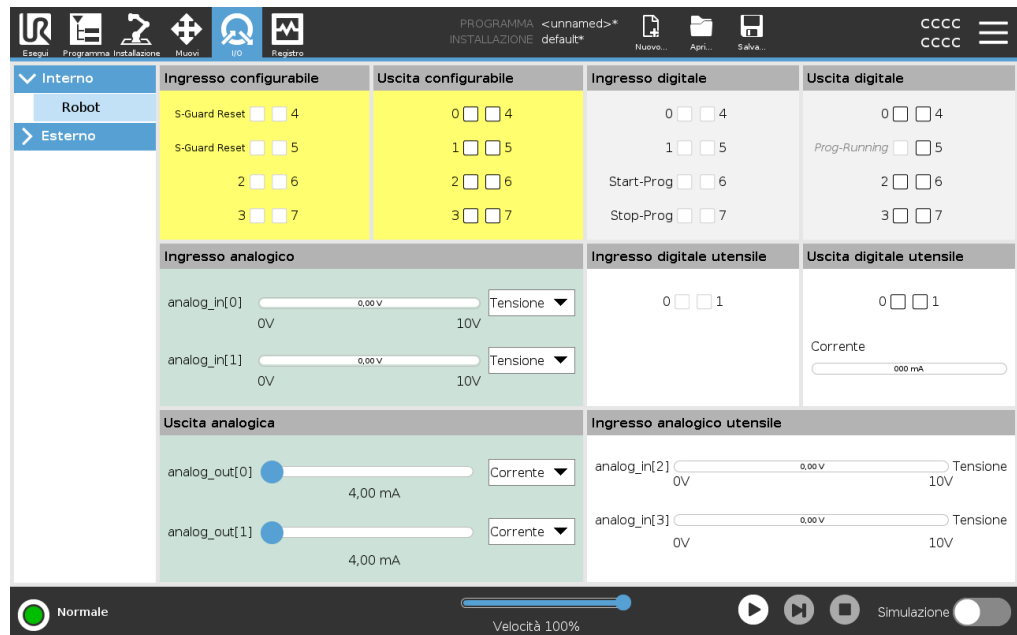 UR
PROGRAMMA <unnamed>*
INSTALLAZIONE default*
CCCC
CCCC
Esegui Programma Installazione Muovi I/O Registro Nuovo... Apri... Salva...
Interno
Robot
Esterno
Ingresso configurabile
S-Guard Reset 4
S-Guard Reset 5
2 6
3 7
Uscita configurabile
0 4
1 5
2 6
3 7
Ingresso digitale
0 4
1 5
Start-Prog 6
Stop-Prog 7
Uscita digitale
0 4
Prog-Running 5
2 6
3 7
Ingresso analogico
analog_in[0] 0,00 V Tensione
0V 10V
analog_in[1] 0,00 V Tensione
0V 10V
Ingresso digitale utensile
0 1
Uscita digitale utensile
0 1
Corrente
000 mA
Uscita analogica
analog_out[0] Corrente
4,00 mA
analog_out[1] Corrente
4,00 mA
Ingresso analogico utensile
analog_in[2] 0,00 V Tensione
0V 10V
analog_in[3] 0,00 V Tensione
0V 10V
Normale
Velocità 100%
Simulazione